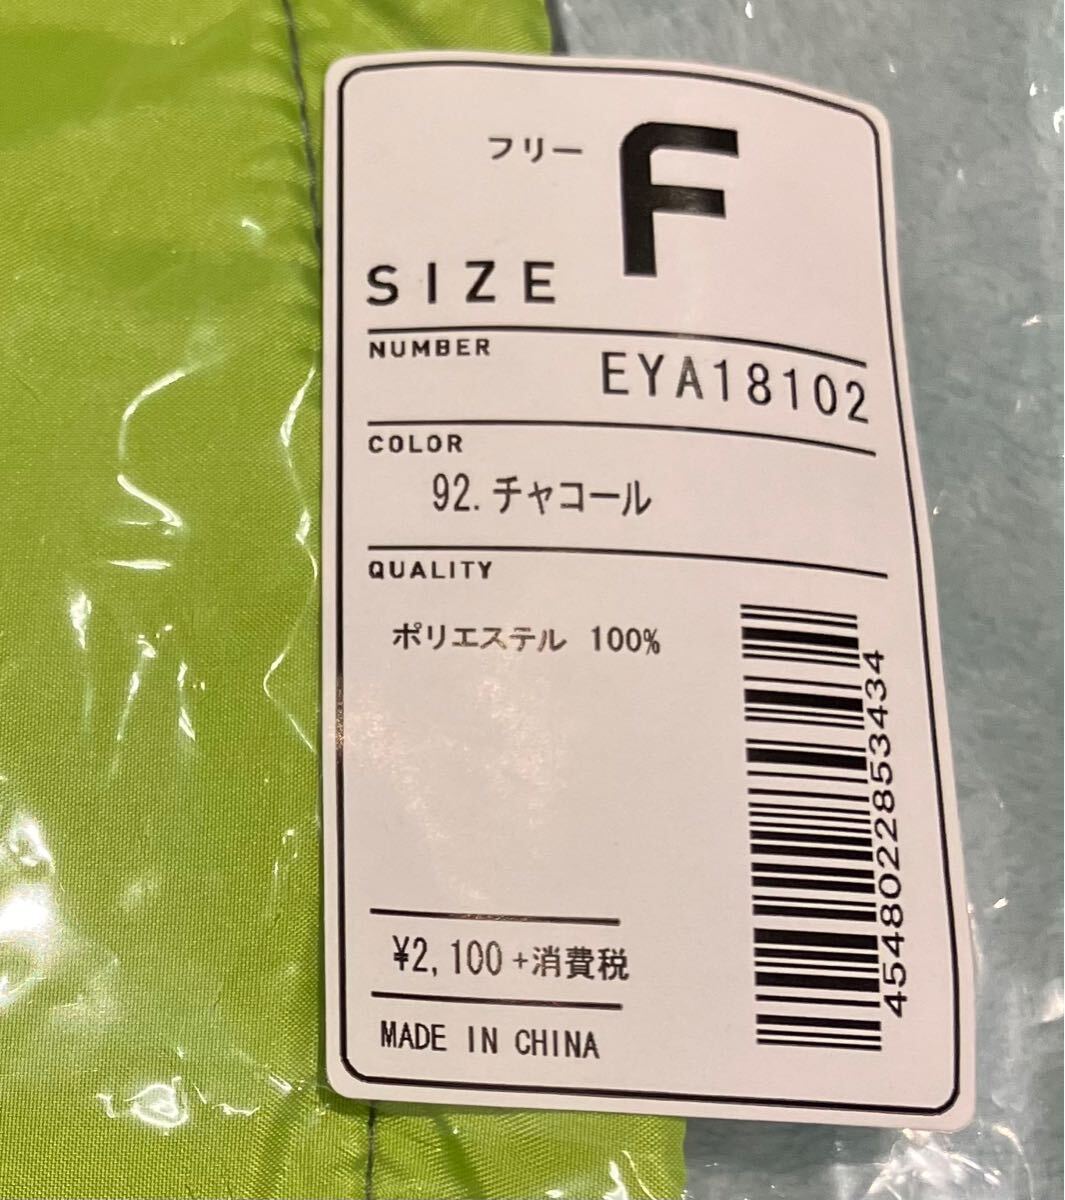 フリー F
SIZE
NUMBER
EYA18102
COLOR
92.チャコール
QUALITY
ポリエステル 100%
4548022853434
¥2,100+消費税
MADE IN CHINA